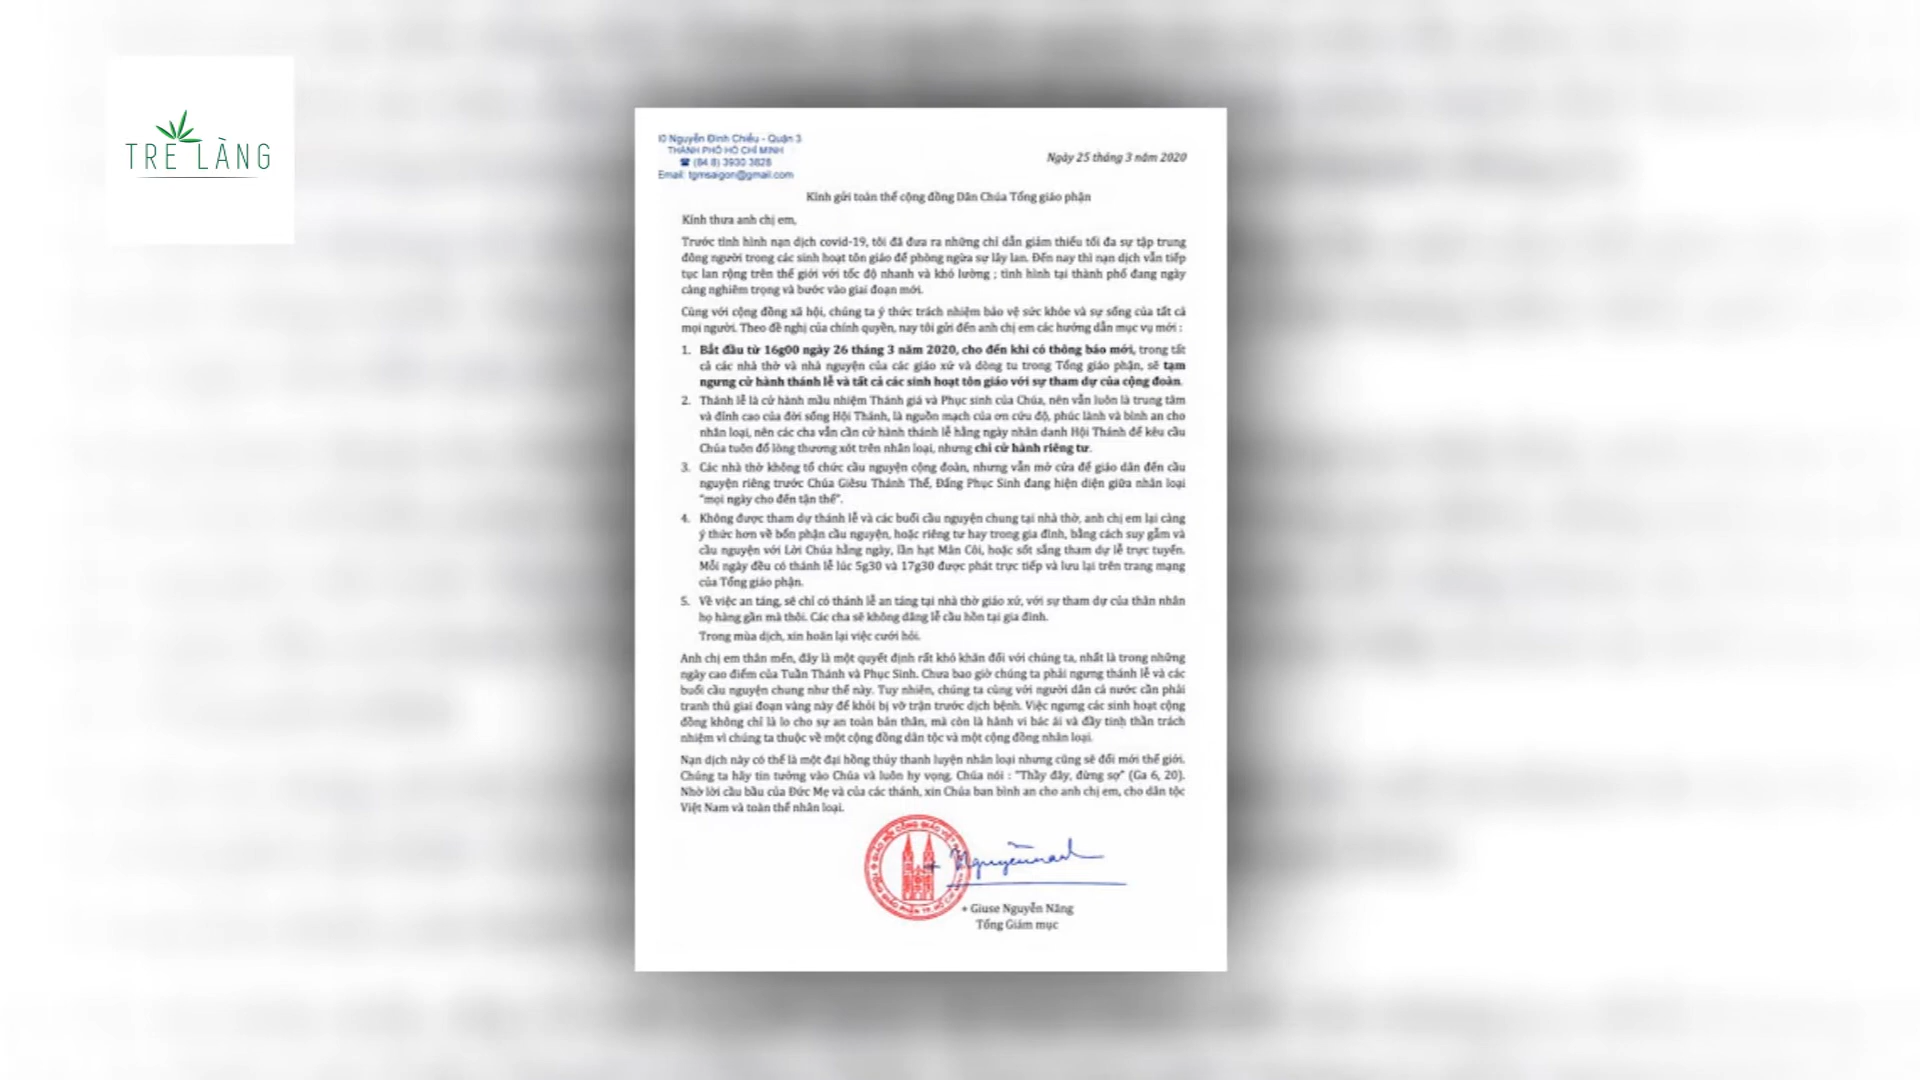 TRE LÀNG
Nguyễn Đình Chiểu - Quận 3
THÀNH PHỐ HỒ CHÍ MINH
☎ (84 8) 3930 3828
Email: tgmsaigon@gmail.com
Ngày 25 tháng 3 năm 2020
Kính gửi toàn thể cộng đồng Dân Chúa Tổng giáo phận
Kính thưa anh chị em,
Trước tình hình nạn dịch covid-19, tôi đã đưa ra những chỉ dẫn giảm thiểu tối đa sự tập trung
đông người trong các sinh hoạt tôn giáo để phòng ngừa sự lây lan. Đến nay thì nạn dịch vẫn tiếp
tục lan rộng trên thế giới với tốc độ nhanh và khó lường ; tình hình tại thành phố đang ngày
càng nghiêm trọng và bước vào giai đoạn mới.
Cùng với cộng đồng xã hội, chúng ta ý thức trách nhiệm bảo vệ sức khỏe và sự sống của tất cả
mọi người. Theo đề nghị của chính quyền, nay tôi gửi đến anh chị em các hướng dẫn mục vụ mới :
1. Bắt đầu từ 16g00 ngày 26 tháng 3 năm 2020, cho đến khi có thông báo mới, trong tất
cả các nhà thờ và nhà nguyện của các giáo xứ và dòng tu trong Tổng giáo phận, sẽ tạm
ngưng cử hành thánh lễ và tất cả các sinh hoạt tôn giáo với sự tham dự của cộng đoàn.
2. Thánh lễ là cử hành mầu nhiệm Thánh giá và Phục sinh của Chúa, nên vẫn luôn là trung tâm
và đỉnh cao của đời sống Hội Thánh, là nguồn mạch của ơn cứu độ, phúc lành và bình an cho
nhân loại, nên các cha vẫn cần cử hành thánh lễ hằng ngày nhân danh Hội Thánh để kêu cầu
Chúa tuôn đổ lòng thương xót trên nhân loại, nhưng chỉ cử hành riêng tư.
3. Các nhà thờ không tổ chức cầu nguyện cộng đoàn, nhưng vẫn mở cửa để giáo dân đến cầu
nguyện riêng trước Chúa Giêsu Thánh Thể, Đấng Phục Sinh đang hiện diện giữa nhân loại
"mọi ngày cho đến tận thế".
4. Không được tham dự thánh lễ và các buổi cầu nguyện chung tại nhà thờ, anh chị em lại càng
ý thức hơn về bổn phận cầu nguyện, hoặc riêng tư hay trong gia đình, bằng cách suy gẫm và
cầu nguyện với Lời Chúa hằng ngày, lần hạt Mân Côi, hoặc sốt sắng tham dự lễ trực tuyến.
Mỗi ngày đều có thánh lễ lúc 5g30 và 17g30 được phát trực tiếp và lưu lại trên trang mạng
của Tổng giáo phận.
5. Về việc an táng, sẽ chỉ có thánh lễ an táng tại nhà thờ giáo xứ, với sự tham dự của thân nhân
họ hàng gần mà thôi. Các cha sẽ không dâng lễ cầu hồn tại gia đình.
Trong mùa dịch, xin hoãn lại việc cưới hỏi.
Anh chị em thân mến, đây là một quyết định rất khó khăn đối với chúng ta, nhất là trong những
ngày cao điểm của Tuần Thánh và Phục Sinh. Chưa bao giờ chúng ta phải ngưng thánh lễ và các
buổi cầu nguyện chung như thế này. Tuy nhiên, chúng ta cùng với người dân cả nước cần phải
tranh thủ giai đoạn vàng này để khỏi bị vỡ trận trước dịch bệnh. Việc ngưng các sinh hoạt cộng
đồng không chỉ là lo cho sự an toàn bản thân, mà còn là hành vi bác ái và đầy tinh thần trách
nhiệm vì chúng ta thuộc về một cộng đồng dân tộc và một cộng đồng nhân loại.
Nạn dịch này có thể là một đại hồng thủy thanh luyện nhân loại nhưng cũng sẽ đổi mới thế giới.
Chúng ta hãy tin tưởng vào Chúa và luôn hy vọng. Chúa nói : "Thầy đây, đừng sợ" (Ga 6, 20).
Nhờ lời cầu bầu của Đức Mẹ và của các thánh, xin Chúa ban bình an cho anh chị em, cho dân tộc
Việt Nam và toàn thể nhân loại.
+ Giuse Nguyễn Năng
Tổng Giám mục